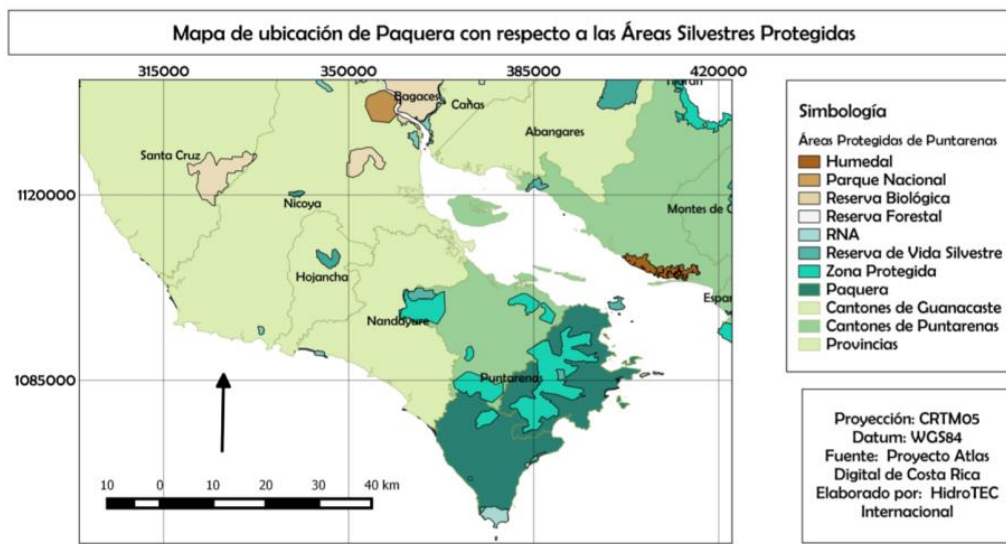 Mapa de ubicación de Paquera con respecto a las Áreas Silvestres Protegidas
315000 350000 385000 420000
Bagaces
Cañas
Abangares
Santa Cruz
1120000
Nicoya
Montes de
Hojancha
Nandayure
1085000
Puntarenas
10 0 10 20 30 40 km
Simbología
Áreas Protegidas de Puntarenas
Humedal
Parque Nacional
Reserva Biológica
Reserva Forestal
RNA
Reserva de Vida Silvestre
Zona Protegida
Paquera
Cantones de Guanacaste
Cantones de Puntarenas
Provincias
Proyección: CRTM05
Datum: WGS84
Fuente: Proyecto Atlas
Digital de Costa Rica
Elaborado por: HidroTEC
Internacional